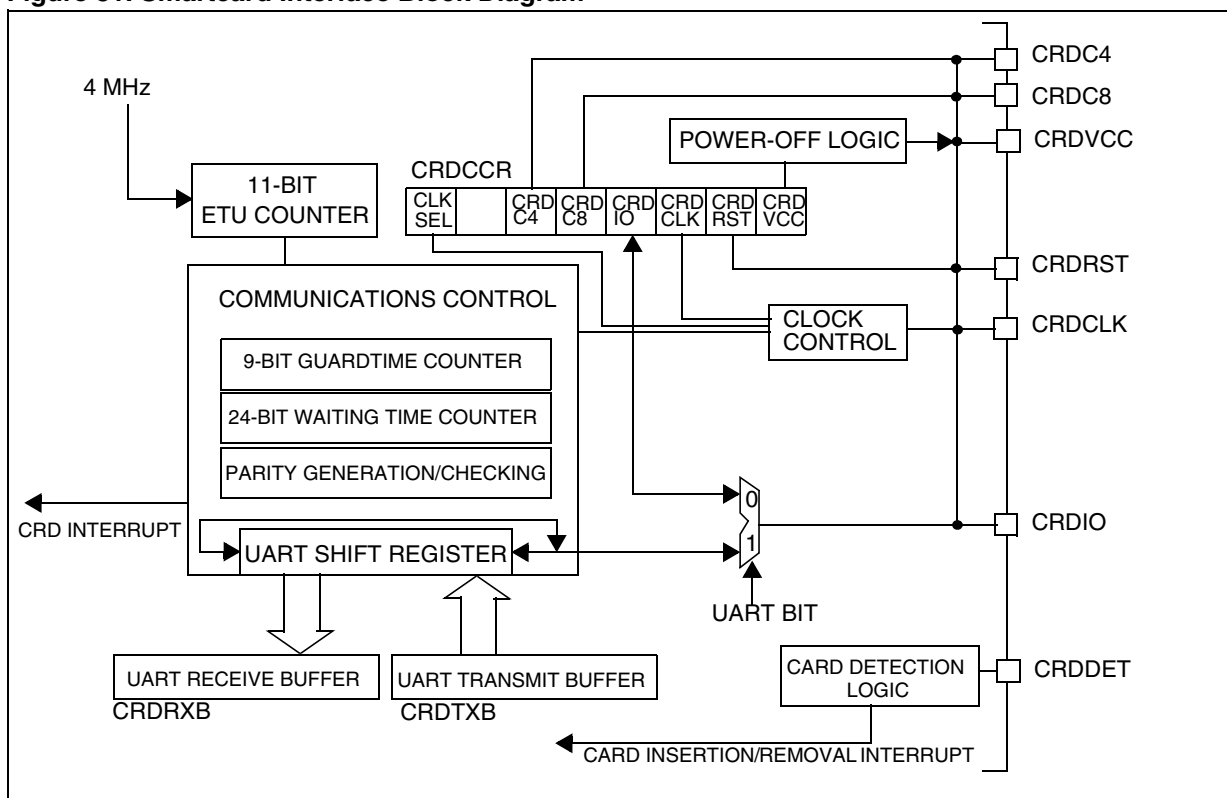 4 MHz
11-BIT
ETU COUNTER
CRDCCR
CLK
SEL
CRD
C4
CRD
C8
CRD
IO
CRD
CLK
CRD
RST
CRD
VCC
POWER-OFF LOGIC
CRDC4
CRDC8
CRDVCC
CRDRST
CRDCLK
CLOCK
CONTROL
COMMUNICATIONS CONTROL
9-BIT GUARDTIME COUNTER
24-BIT WAITING TIME COUNTER
PARITY GENERATION/CHECKING
CRD INTERRUPT
UART SHIFT REGISTER
0
1
UART BIT
CRDIO
UART RECEIVE BUFFER
CRDRXB
UART TRANSMIT BUFFER
CRDTXB
CARD DETECTION
LOGIC
CRDDET
CARD INSERTION/REMOVAL INTERRUPT